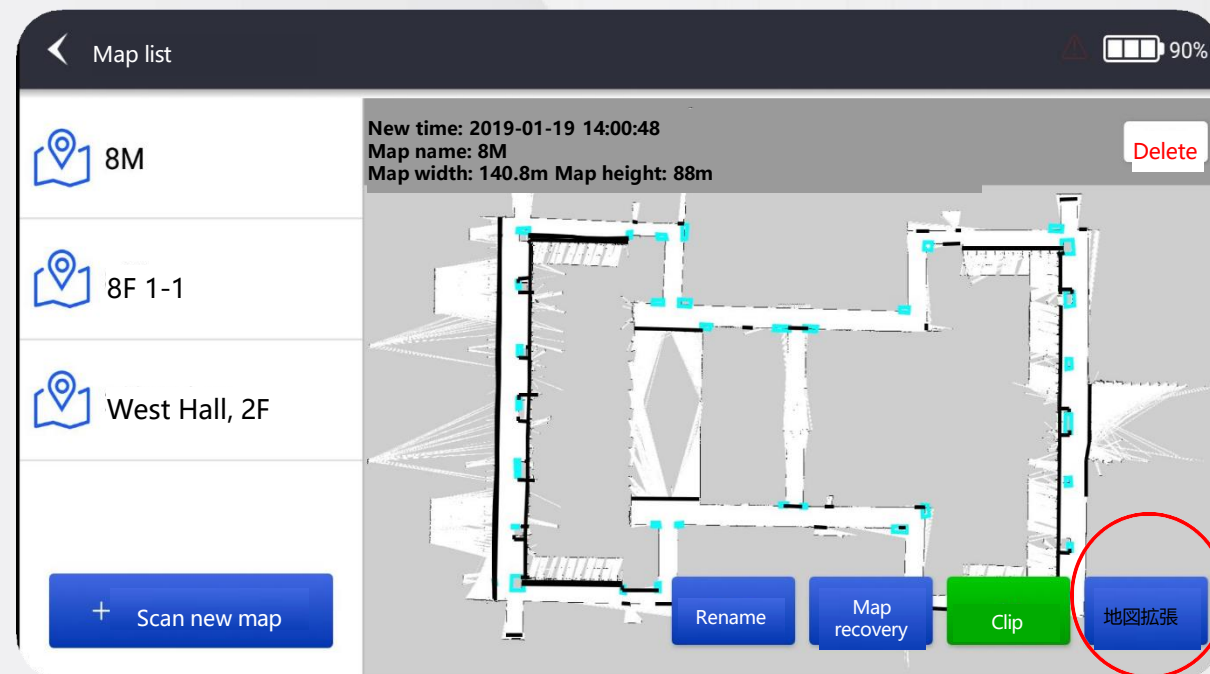 Map list
90%
8M
8F 1-1
West Hall, 2F
+ Scan new map
New time: 2019-01-19 14:00:48
Map name: 8M
Map width: 140.8m Map height: 88m
Delete
Rename
Map
recovery
Clip
地図拡張